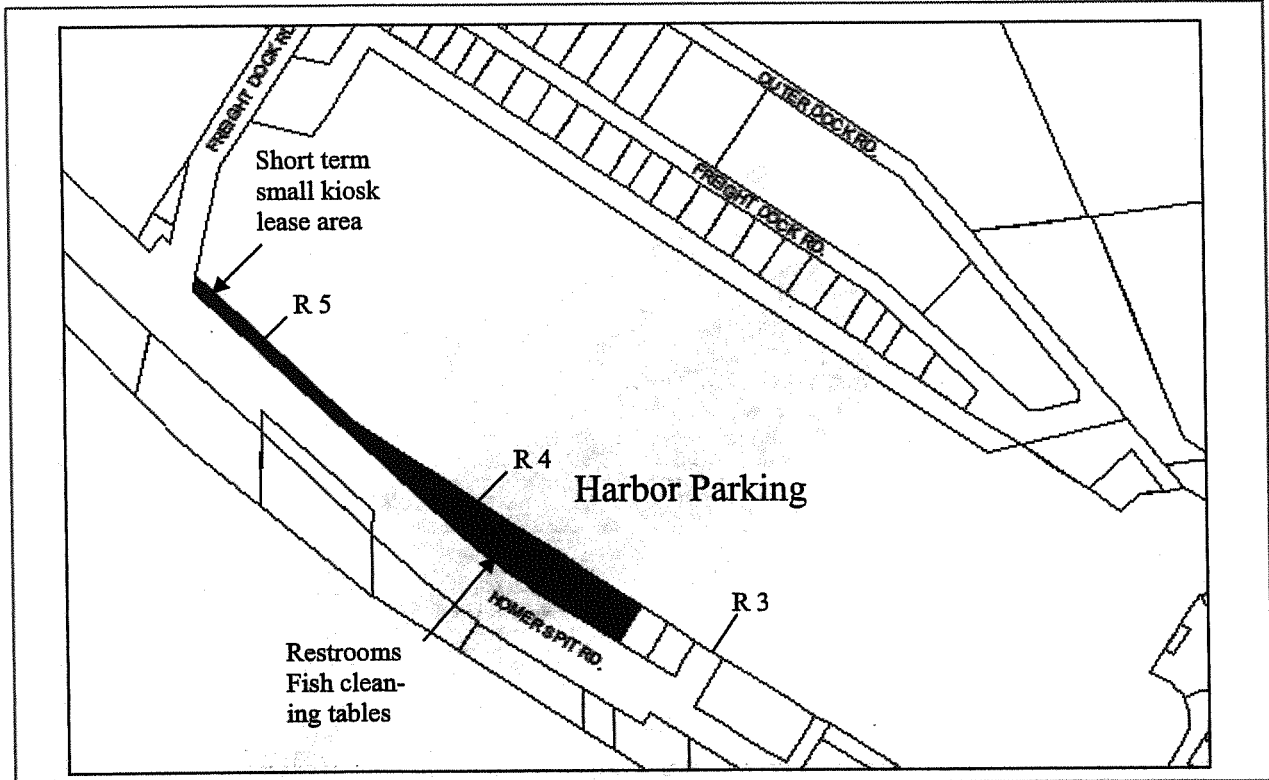 FREIGHT DOCK RD.
OUTER DOCK RD.
Short term
small kiosk
lease area
FREIGHT DOCK RD.
R 5
R 4
Harbor Parking
R 3
HOMER SPIT RD.
Restrooms
Fish clean-
ing tables